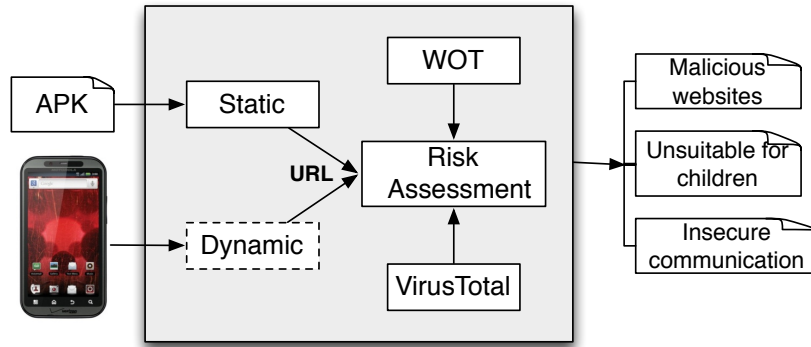 APK
Static
Dynamic
URL
WOT
Risk
Assessment
VirusTotal
Malicious
websites
Unsuitable for
children
Insecure
communication